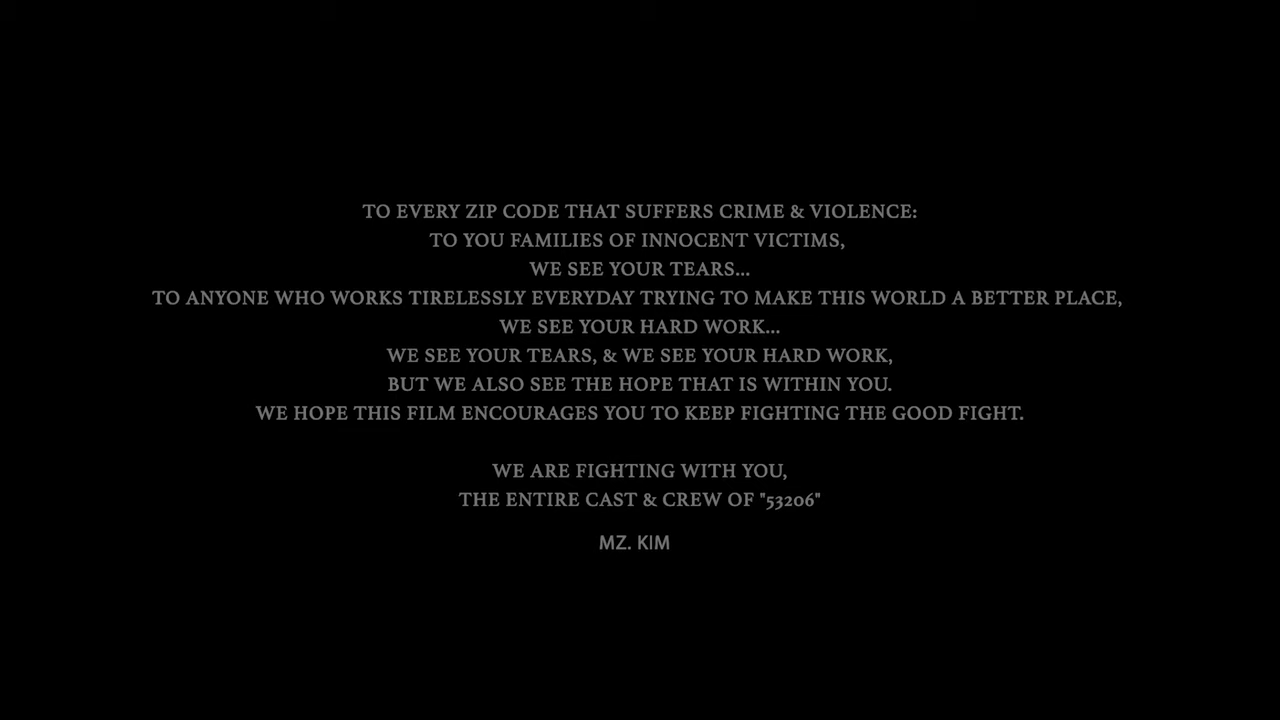 TO EVERY ZIP CODE THAT SUFFERS CRIME & VIOLENCE:
TO YOU FAMILIES OF INNOCENT VICTIMS,
WE SEE YOUR TEARS...
TO ANYONE WHO WORKS TIRELESSLY EVERYDAY TRYING TO MAKE THIS WORLD A BETTER PLACE,
WE SEE YOUR HARD WORK...
WE SEE YOUR TEARS, & WE SEE YOUR HARD WORK,
BUT WE ALSO SEE THE HOPE THAT IS WITHIN YOU.
WE HOPE THIS FILM ENCOURAGES YOU TO KEEP FIGHTING THE GOOD FIGHT.
WE ARE FIGHTING WITH YOU,
THE ENTIRE CAST & CREW OF "53206"
MZ. KIM